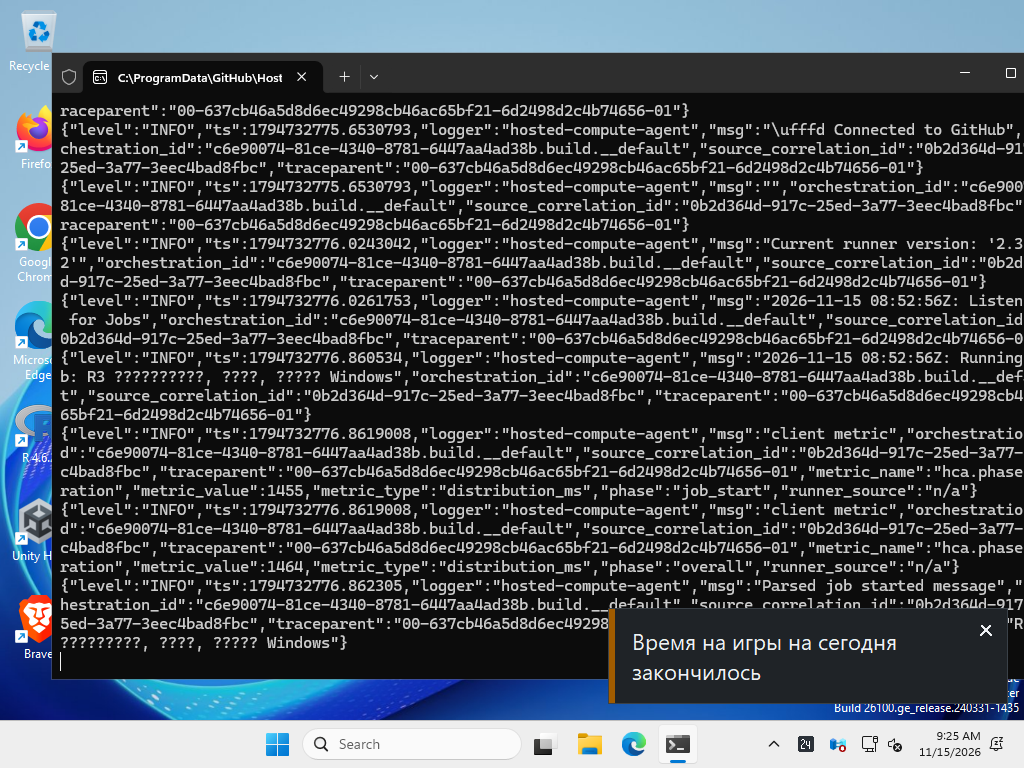 Recycle
Firefo
Googl
Chrom
Micros
Edge
R 4.6.
Unity H
Brave
C:\ProgramData\GitHub\Host
raceparent":"00-637cb46a5d8d6ec49298cb46ac65bf21-6d2498d2c4b74656-01"}
{"level":"INFO","ts":1794732775.6530793,"logger":"hosted-compute-agent","msg":"\ufffd Connected to GitHub",
chestration_id":"c6e90074-81ce-4340-8781-6447aa4ad38b.build.__default","source_correlation_id":"0b2d364d-917
25ed-3a77-3eec4bad8fbc","traceparent":"00-637cb46a5d8d6ec49298cb46ac65bf21-6d2498d2c4b74656-01"}
{"level":"INFO","ts":1794732775.6530793,"logger":"hosted-compute-agent","msg":"","orchestration_id":"c6e9007
81ce-4340-8781-6447aa4ad38b.build.__default","source_correlation_id":"0b2d364d-917c-25ed-3a77-3eec4bad8fbc"
raceparent":"00-637cb46a5d8d6ec49298cb46ac65bf21-6d2498d2c4b74656-01"}
{"level":"INFO","ts":1794732776.0243042,"logger":"hosted-compute-agent","msg":"Current runner version: '2.3
2'","orchestration_id":"c6e90074-81ce-4340-8781-6447aa4ad38b.build.__default","source_correlation_id":"0b2d
d-917c-25ed-3a77-3eec4bad8fbc","traceparent":"00-637cb46a5d8d6ec49298cb46ac65bf21-6d2498d2c4b74656-01"}
{"level":"INFO","ts":1794732776.0261753,"logger":"hosted-compute-agent","msg":"2026-11-15 08:52:56Z: Listen
for Jobs","orchestration_id":"c6e90074-81ce-4340-8781-6447aa4ad38b.build.__default","source_correlation_id
0b2d364d-917c-25ed-3a77-3eec4bad8fbc","traceparent":"00-637cb46a5d8d6ec49298cb46ac65bf21-6d2498d2c4b74656-0
{"level":"INFO","ts":1794732776.860534,"logger":"hosted-compute-agent","msg":"2026-11-15 08:52:56Z: Running
b: R3 ??????????, ????, ????? Windows","orchestration_id":"c6e90074-81ce-4340-8781-6447aa4ad38b.build.__def
t","source_correlation_id":"0b2d364d-917c-25ed-3a77-3eec4bad8fbc","traceparent":"00-637cb46a5d8d6ec49298cb4
65bf21-6d2498d2c4b74656-01"}
{"level":"INFO","ts":1794732776.8619008,"logger":"hosted-compute-agent","msg":"client metric","orchestratio
d":"c6e90074-81ce-4340-8781-6447aa4ad38b.build.__default","source_correlation_id":"0b2d364d-917c-25ed-3a77-
c4bad8fbc","traceparent":"00-637cb46a5d8d6ec49298cb46ac65bf21-6d2498d2c4b74656-01","metric_name":"hca.phase
ration","metric_value":1455,"metric_type":"distribution_ms","phase":"job_start","runner_source":"n/a"}
{"level":"INFO","ts":1794732776.8619008,"logger":"hosted-compute-agent","msg":"client metric","orchestratio
d":"c6e90074-81ce-4340-8781-6447aa4ad38b.build.__default","source_correlation_id":"0b2d364d-917c-25ed-3a77-
c4bad8fbc","traceparent":"00-637cb46a5d8d6ec49298cb46ac65bf21-6d2498d2c4b74656-01","metric_name":"hca.phase
ration","metric_value":1464,"metric_type":"distribution_ms","phase":"overall","runner_source":"n/a"}
{"level":"INFO","ts":1794732776.862305,"logger":"hosted-compute-agent","msg":"Parsed job started message","
hestration_id":"c6e90074-81ce-4340-8781-6447aa4ad38b.build.__default","source_correlation_id":"0b2d364d-917
5ed-3a77-3eec4bad8fbc","traceparent":"00-637cb46a5d8d6ec49298
?????????, ????, ????? Windows"}
Время на игры на сегодня
закончилось
Build 26100.ge_release.240331-1435
Search
24
9:25 AM
11/15/2026